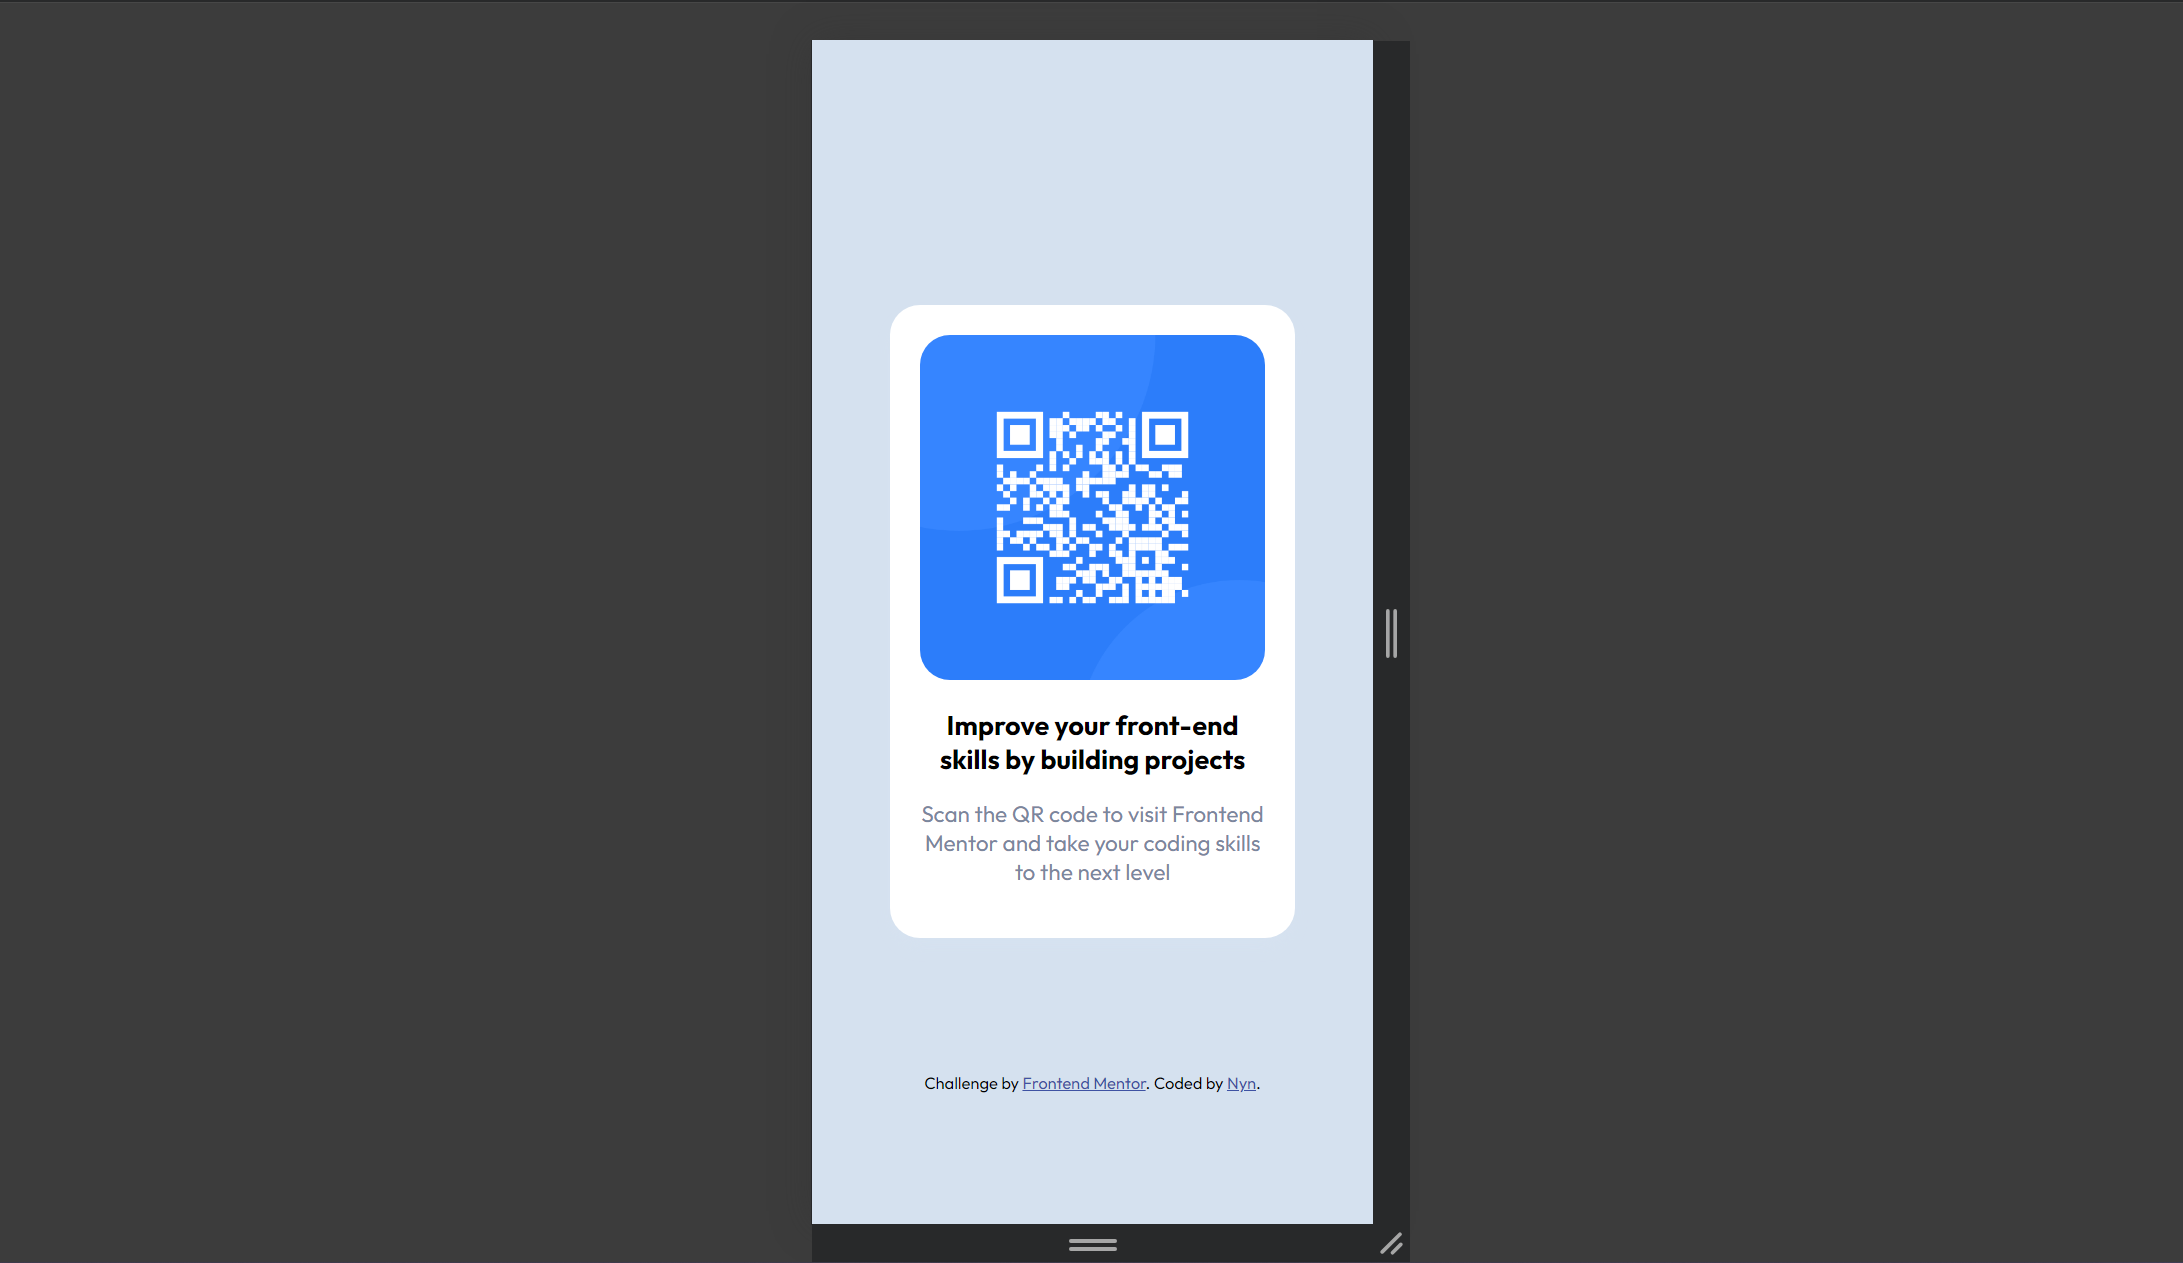 Improve your front-end
skills by building projects
Scan the QR code to visit Frontend
Mentor and take your coding skills
to the next level
Challenge by Frontend Mentor. Coded by Nyn.